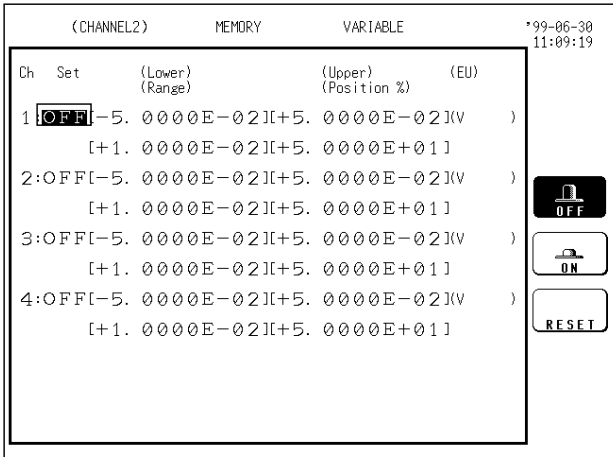 (CHANNEL2) MEMORY VARIABLE '99-06-30
11:09:19
Ch Set (Lower) (Upper) (EU)
(Range) (Position %)
1:OFF[-5. 0000E-02][+5. 0000E-02](V )
[+1. 0000E-02][+5. 0000E+01]
2:OFF[-5. 0000E-02][+5. 0000E-02](V )
[+1. 0000E-02][+5. 0000E+01]
3:OFF[-5. 0000E-02][+5. 0000E-02](V )
[+1. 0000E-02][+5. 0000E+01]
4:OFF[-5. 0000E-02][+5. 0000E-02](V )
[+1. 0000E-02][+5. 0000E+01]
OFF
ON
RESET